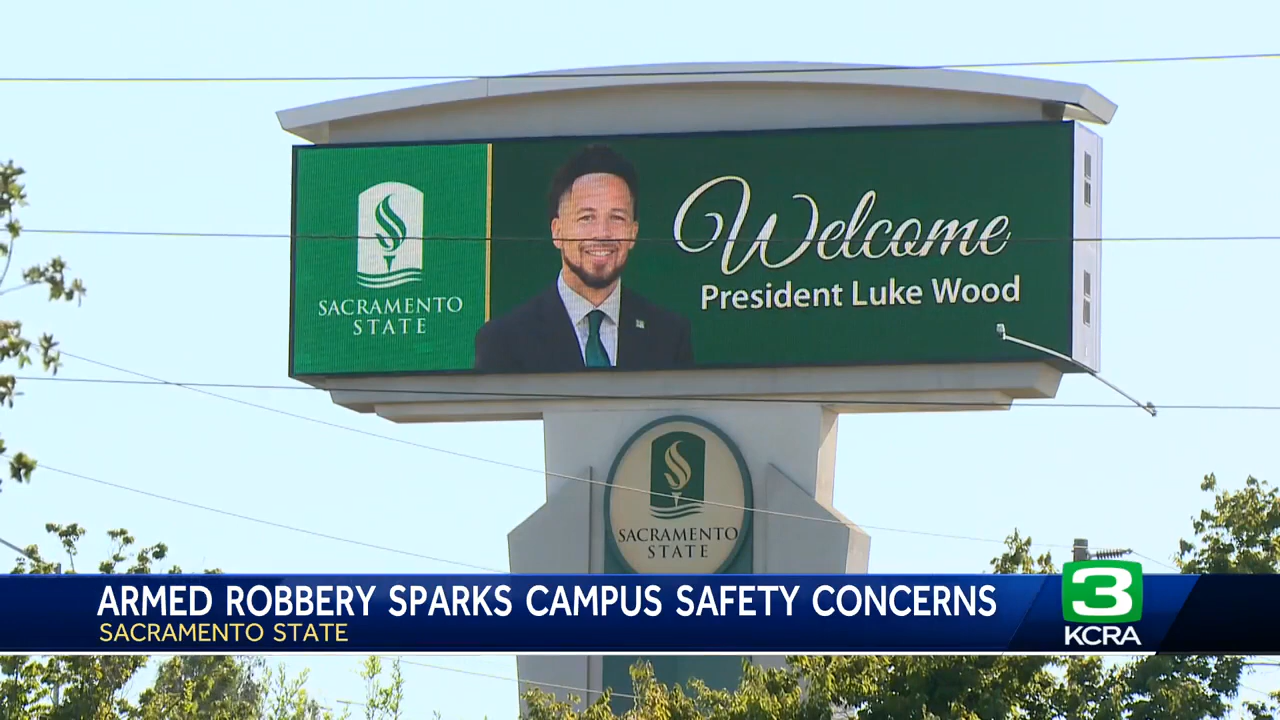 SACRAMENTO
STATE
Welcome
President Luke Wood
SACRAMENTO
STATE
ARMED ROBBERY SPARKS CAMPUS SAFETY CONCERNS
SACRAMENTO STATE
3
KCRA